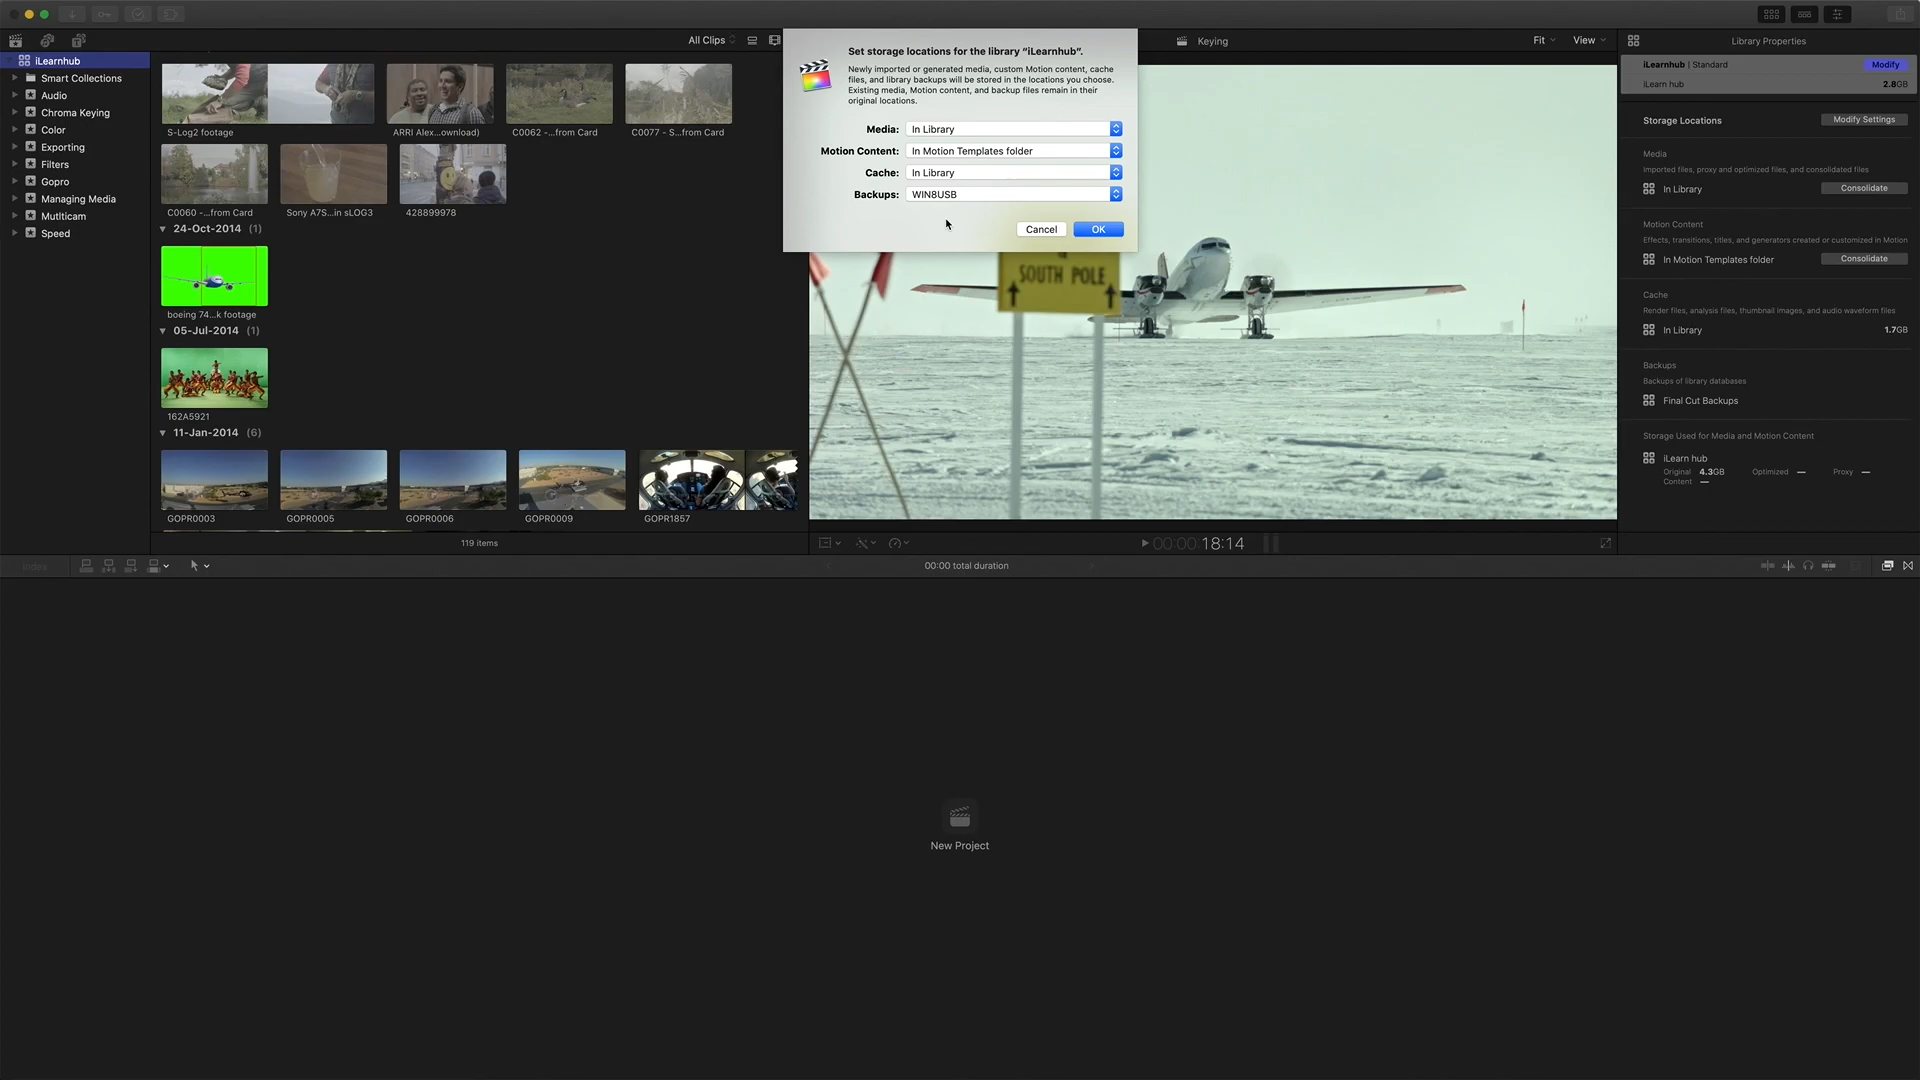 All Clips
Keying
Fit
View
Library Properties
iLearnhub
Smart Collections
Audio
Chroma Keying
Color
Exporting
Filters
Gopro
Managing Media
Mutlticam
Speed
S-Log2 footage
ARRI Alex...ownload)
C0062 -...from Card
C0077 - S...from Card
C0060 -...from Card
Sony A7S...in sLOG3
428899978
24-Oct-2014 (1)
boeing 74...k footage
05-Jul-2014 (1)
162A5921
11-Jan-2014 (6)
GOPR0003
GOPR0005
GOPR0006
GOPR0009
GOPR1857
119 items
Set storage locations for the library “iLearnhub”.
Newly imported or generated media, custom Motion content, cache
files, and library backups will be stored in the locations you choose.
Existing media, Motion content, and backup files remain in their
original locations.
Media: In Library
Motion Content: In Motion Templates folder
Cache: In Library
Backups: WIN8USB
Cancel
OK
SOUTH POLE
00:00:18:14
iLearnhub | Standard
Modify
iLearn hub
2.8GB
Storage Locations
Modify Settings
Media
Imported files, proxy and optimized files, and consolidated files
In Library
Consolidate
Motion Content
Effects, transitions, titles, and generators created or customized in Motion
In Motion Templates folder
Consolidate
Cache
Render files, analysis files, thumbnail images, and audio waveform files
In Library
1.7GB
Backups
Backups of library databases
Final Cut Backups
Storage Used for Media and Motion Content
iLearn hub
Original 4.3GB Optimized — Proxy —
Content —
Index
00:00 total duration
New Project